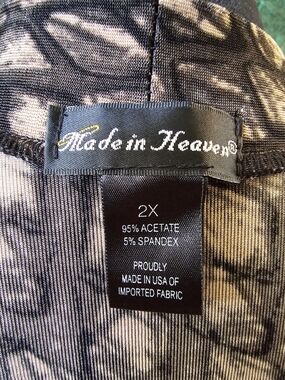 Made in Heaven®
2X
95% ACETATE
5% SPANDEX
PROUDLY
MADE IN USA OF
IMPORTED FABRIC